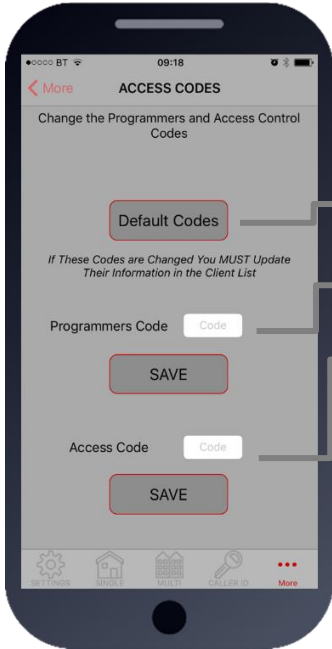 BT 09:18
More ACCESS CODES
Change the Programmers and Access Control
Codes
Default Codes
If These Codes are Changed You MUST Update
Their Information in the Client List
Programmers Code Code
SAVE
Access Code Code
SAVE
SETTINGS SINGLE MULTI CALLER ID More